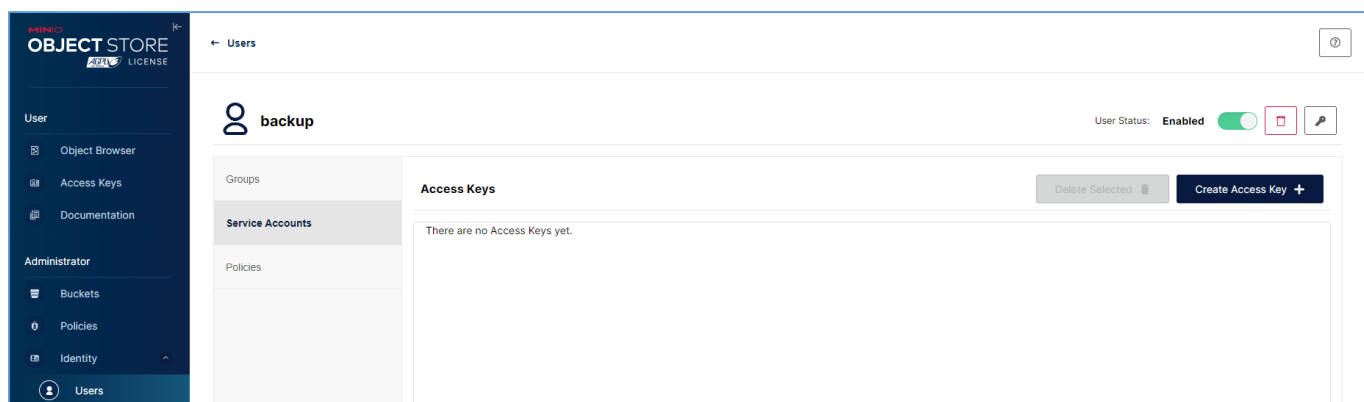 MINIO
OBJECT STORE
AGPLv3 LICENSE
← Users
User
Object Browser
Access Keys
Documentation
Administrator
Buckets
Policies
Identity
Users
backup
User Status: Enabled
Groups
Service Accounts
Policies
Access Keys
Delete Selected
Create Access Key +
There are no Access Keys yet.